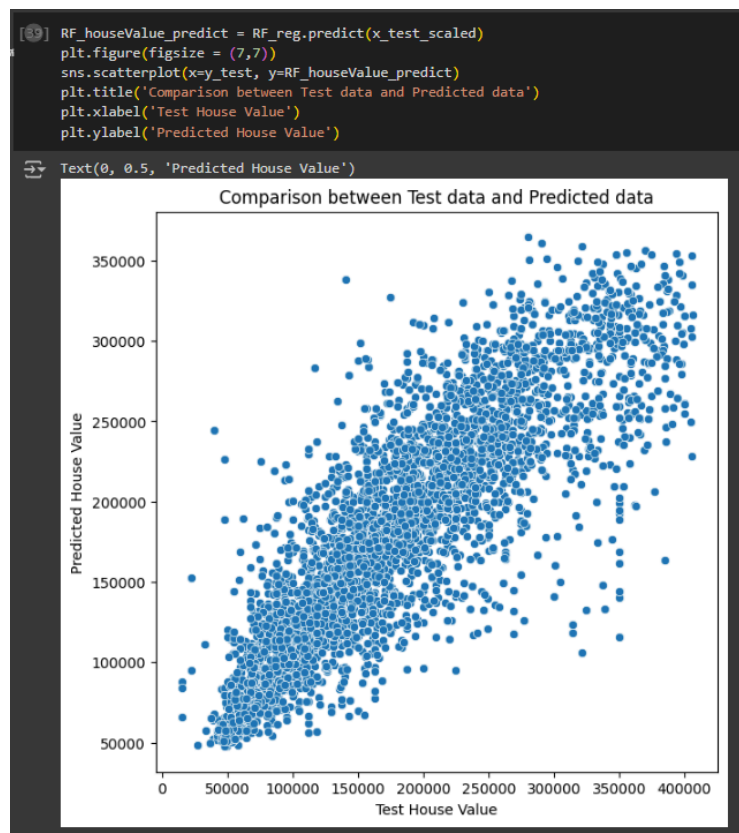 [39] RF_houseValue_predict = RF_reg.predict(x_test_scaled)
plt.figure(figsize = (7,7))
sns.scatterplot(x=y_test, y=RF_houseValue_predict)
plt.title('Comparison between Test data and Predicted data')
plt.xlabel('Test House Value')
plt.ylabel('Predicted House Value')
Text(0, 0.5, 'Predicted House Value')
Comparison between Test data and Predicted data
Predicted House Value
350000
300000
250000
200000
150000
100000
50000
0 50000 100000 150000 200000 250000 300000 350000 400000
Test House Value